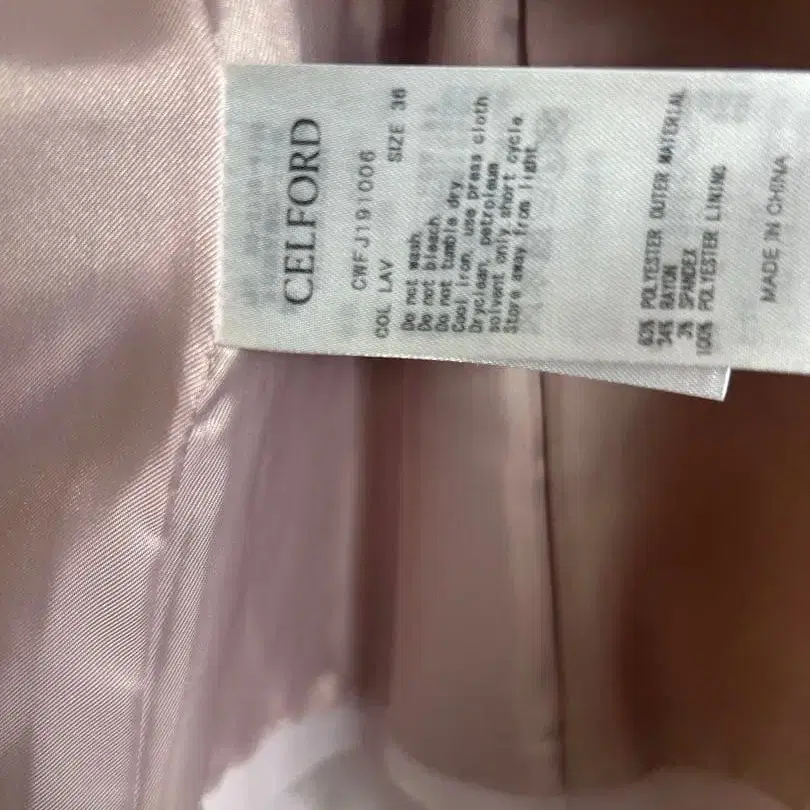 CELFORD
CWFJ191006
COL LAV SIZE 36
Do not wash.
Do not bleach.
Do not tumble dry.
Cool iron, use press cloth
Dryclean, petroleum
solvent only short cycle
Store away from light.
63% POLYESTER OUTER MATERIAL
34% RAYON
3% SPANDEX
100% POLYESTER LINING
MADE IN CHINA